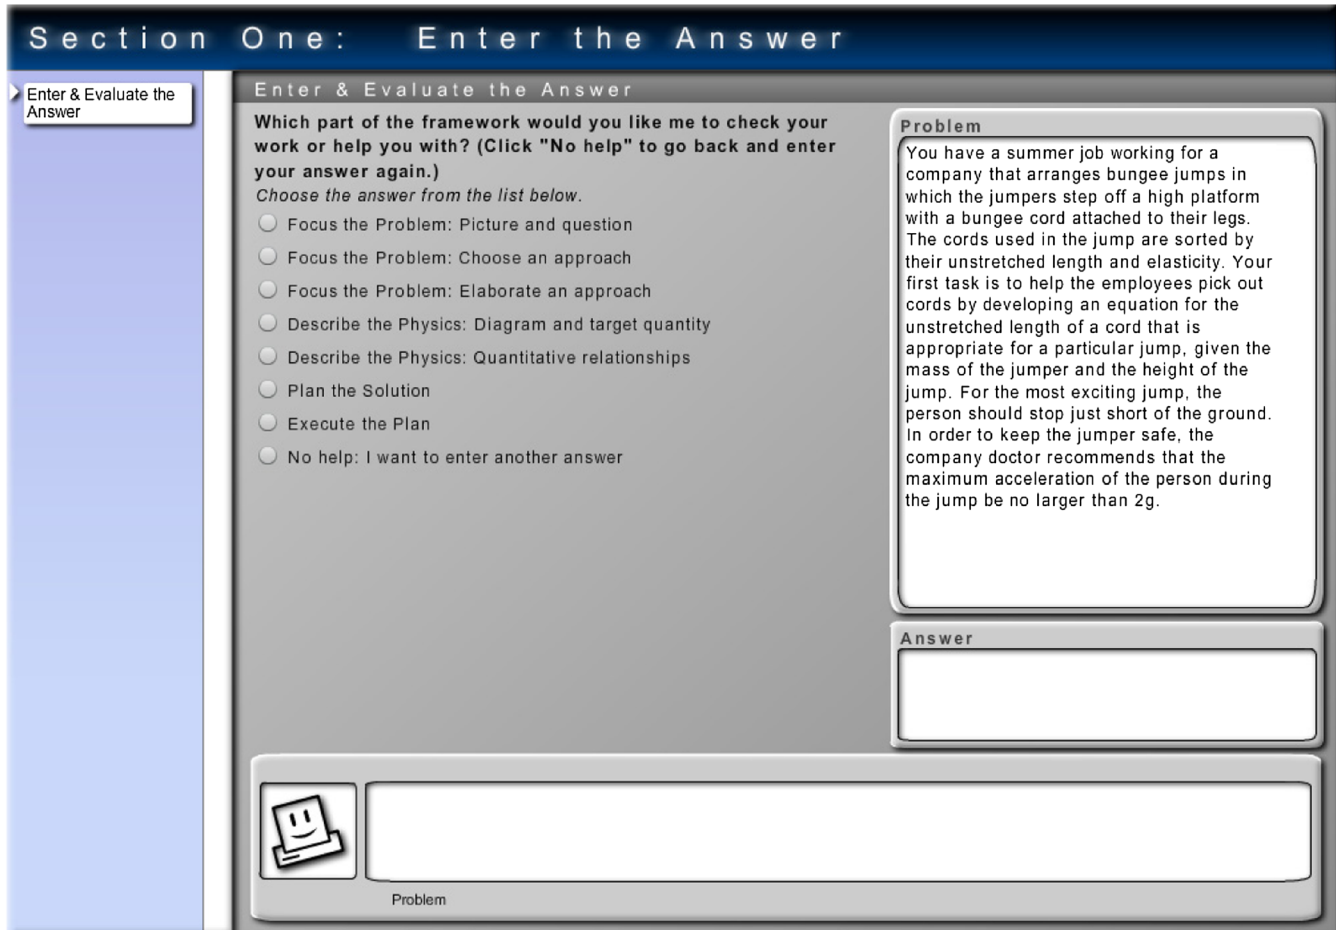 Section One: Enter the Answer
Enter & Evaluate the
Answer
Enter & Evaluate the Answer
Which part of the framework would you like me to check your
work or help you with? (Click "No help" to go back and enter
your answer again.)
Choose the answer from the list below.
Focus the Problem: Picture and question
Focus the Problem: Choose an approach
Focus the Problem: Elaborate an approach
Describe the Physics: Diagram and target quantity
Describe the Physics: Quantitative relationships
Plan the Solution
Execute the Plan
No help: I want to enter another answer
Problem
You have a summer job working for a
company that arranges bungee jumps in
which the jumpers step off a high platform
with a bungee cord attached to their legs.
The cords used in the jump are sorted by
their unstretched length and elasticity. Your
first task is to help the employees pick out
cords by developing an equation for the
unstretched length of a cord that is
appropriate for a particular jump, given the
mass of the jumper and the height of the
jump. For the most exciting jump, the
person should stop just short of the ground.
In order to keep the jumper safe, the
company doctor recommends that the
maximum acceleration of the person during
the jump be no larger than 2g.
Answer
Problem